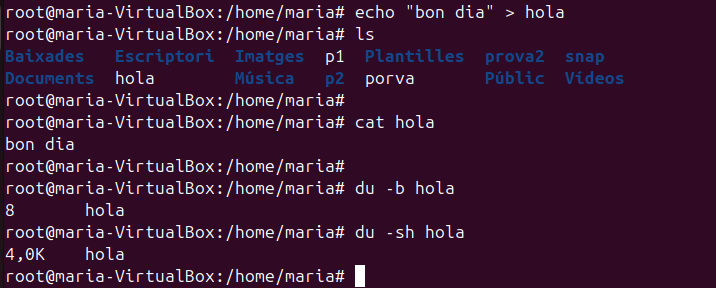 root@maria-VirtualBox:/home/maria# echo "bon dia" > hola
root@maria-VirtualBox:/home/maria# ls
Baixades   Escriptori  Imatges  p1  Plantilles  prova2  snap
Documents  hola        Música   p2  porva       Públic  Vídeos
root@maria-VirtualBox:/home/maria#
root@maria-VirtualBox:/home/maria# cat hola
bon dia
root@maria-VirtualBox:/home/maria#
root@maria-VirtualBox:/home/maria# du -b hola
8       hola
root@maria-VirtualBox:/home/maria# du -sh hola
4,0K    hola
root@maria-VirtualBox:/home/maria#